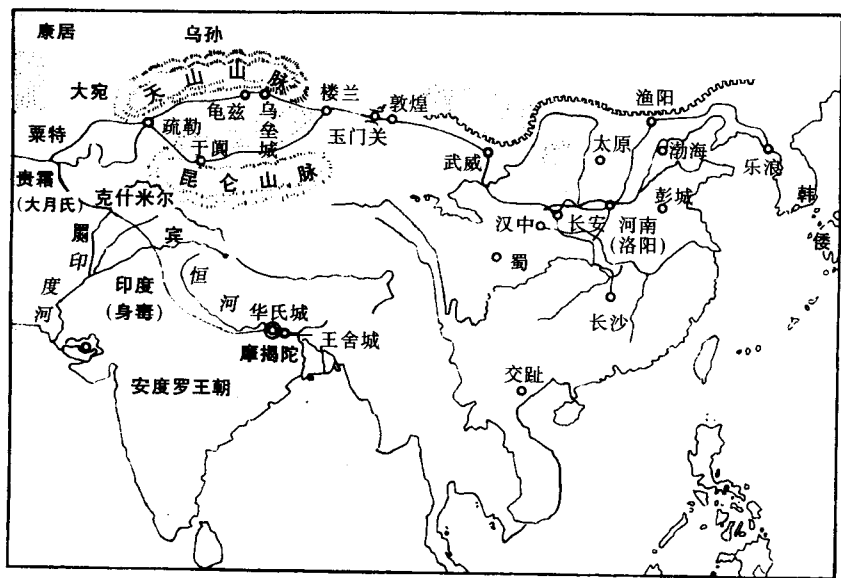 康居
乌孙
大宛
天山山脉
龟兹
乌垒城
楼兰
敦煌
玉门关
渔阳
粟特
疏勒
于阗
昆仑山脉
武威
太原
渤海
乐浪
贵霜
(大月氏)
克什米尔
罽宾
汉中
长安
河南
(洛阳)
彭城
韩
倭
印度河
印度
(身毒)
恒河
蜀
长沙
华氏城
王舍城
摩揭陀
安度罗王朝
交趾